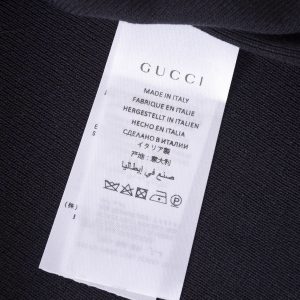 GUCCI
MADE IN ITALY
FABRIQUE EN ITALIE
HERGESTELLT IN ITALIEN
HECHO EN ITALIA
СДЕЛАНО В ИТАЛИИ
イタリア製
产地：意大利
صنع في إيطاليا
E
S
(株)